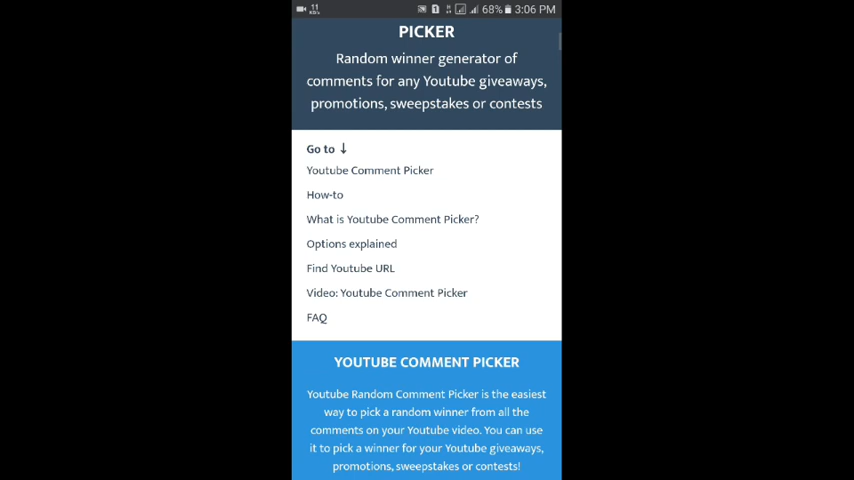 11
KB/s
68% 3:06 PM
PICKER
Random winner generator of
comments for any Youtube giveaways,
promotions, sweepstakes or contests
Go to ↓
Youtube Comment Picker
How-to
What is Youtube Comment Picker?
Options explained
Find Youtube URL
Video: Youtube Comment Picker
FAQ
YOUTUBE COMMENT PICKER
Youtube Random Comment Picker is the easiest
way to pick a random winner from all the
comments on your Youtube video. You can use
it to pick a winner for your Youtube giveaways,
promotions, sweepstakes or contests!